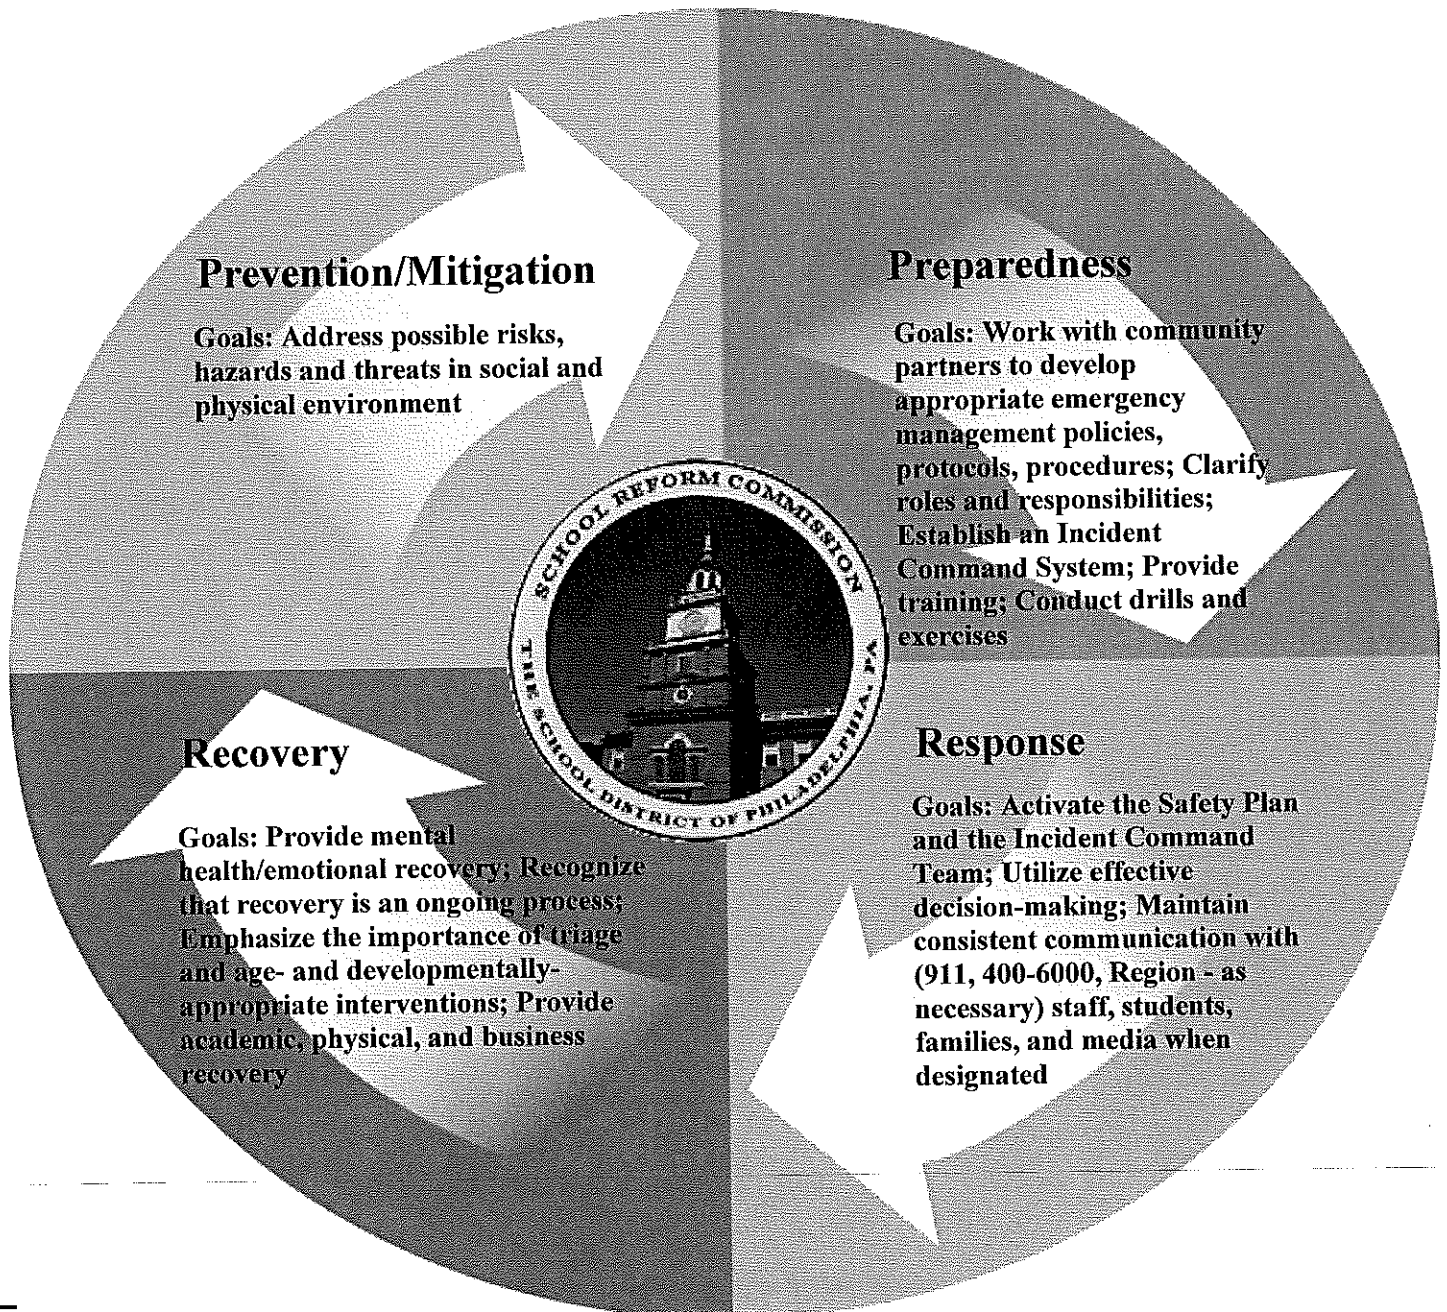 Prevention/Mitigation
Goals: Address possible risks,
hazards and threats in social and
physical environment
Preparedness
Goals: Work with community
partners to develop
appropriate emergency
management policies,
protocols, procedures; Clarify
roles and responsibilities;
Establish an Incident
Command System; Provide
training; Conduct drills and
exercises
SCHOOL REFORM COMMISSION
THE SCHOOL DISTRICT OF PHILADELPHIA, PA
Recovery
Goals: Provide mental
health/emotional recovery; Recognize
that recovery is an ongoing process;
Emphasize the importance of triage
and age- and developmentally-
appropriate interventions; Provide
academic, physical, and business
recovery
Response
Goals: Activate the Safety Plan
and the Incident Command
Team; Utilize effective
decision-making; Maintain
consistent communication with
(911, 400-6000, Region - as
necessary) staff, students,
families, and media when
designated